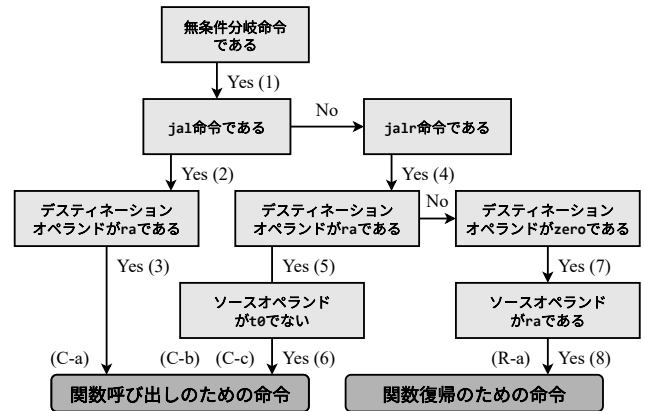 無条件分岐命令
である
Yes (1)
jal命令である
No
jalr命令である
Yes (2)
Yes (4)
デスティネーション
オペランドがraである
デスティネーション
オペランドがraである
No
デスティネーション
オペランドがzeroである
Yes (3)
Yes (5)
Yes (7)
ソースオペランド
がt0でない
ソースオペランド
がraである
(C-a)
(C-b)
(C-c)
Yes (6)
(R-a)
Yes (8)
関数呼び出しのための命令
関数復帰のための命令